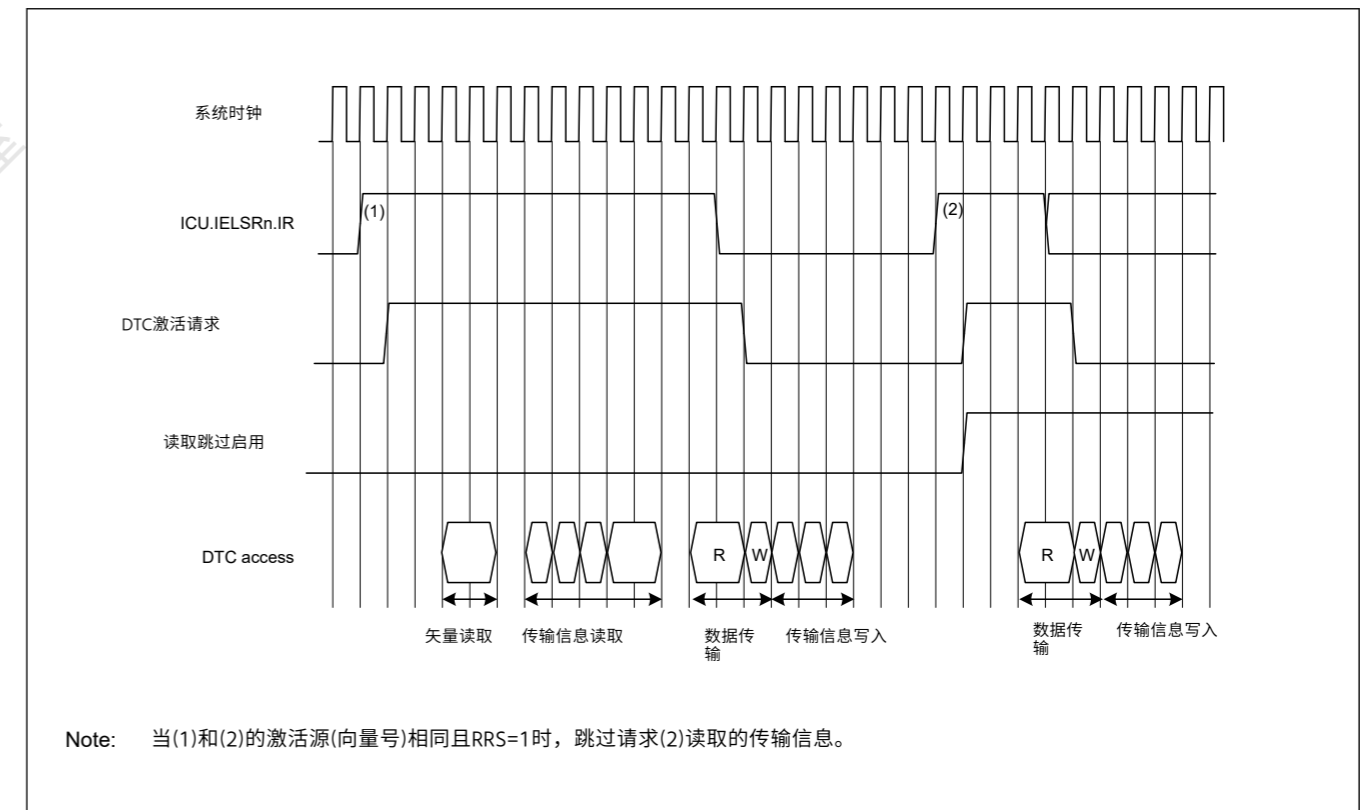 系统时钟
ICU.IELSRn.IR
(1)
(2)
DTC激活请求
读取跳过启用
DTC access
R
W
R
W
矢量读取
传输信息读取
数据传
输
传输信息写入
数据传
输
传输信息写入
Note: 当(1)和(2)的激活源(向量号)相同且RRS=1时，跳过请求(2)读取的传输信息。